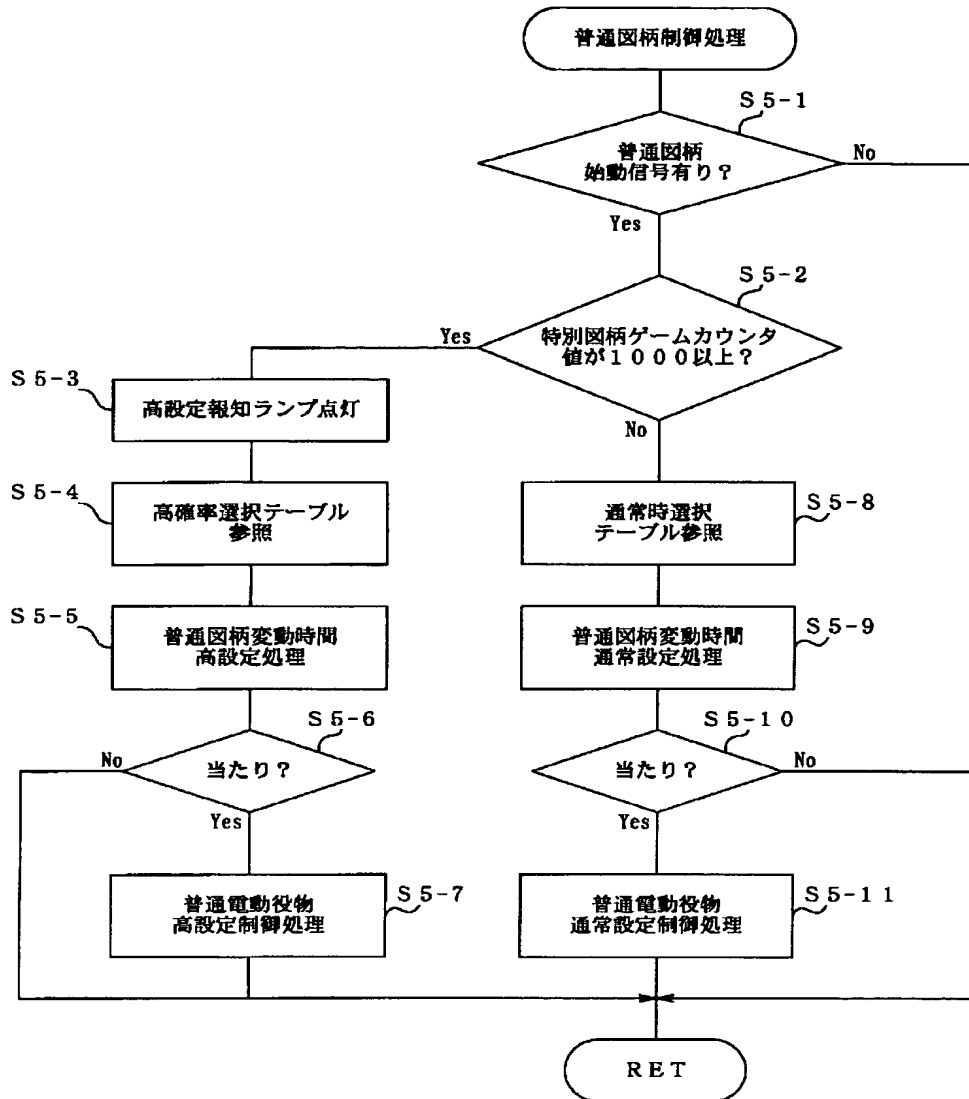 普通図柄制御処理
S5-1
普通図柄
始動信号有り？
No
Yes
S5-2
特別図柄ゲームカウンタ
値が１０００以上？
Yes
No
S5-3
高設定報知ランプ点灯
S5-4
高確率選択テーブル
参照
S5-8
通常時選択
テーブル参照
S5-5
普通図柄変動時間
高設定処理
S5-9
普通図柄変動時間
通常設定処理
S5-6
当たり？
No
Yes
S5-10
当たり？
No
Yes
S5-7
普通電動役物
高設定制御処理
S5-11
普通電動役物
通常設定制御処理
RET